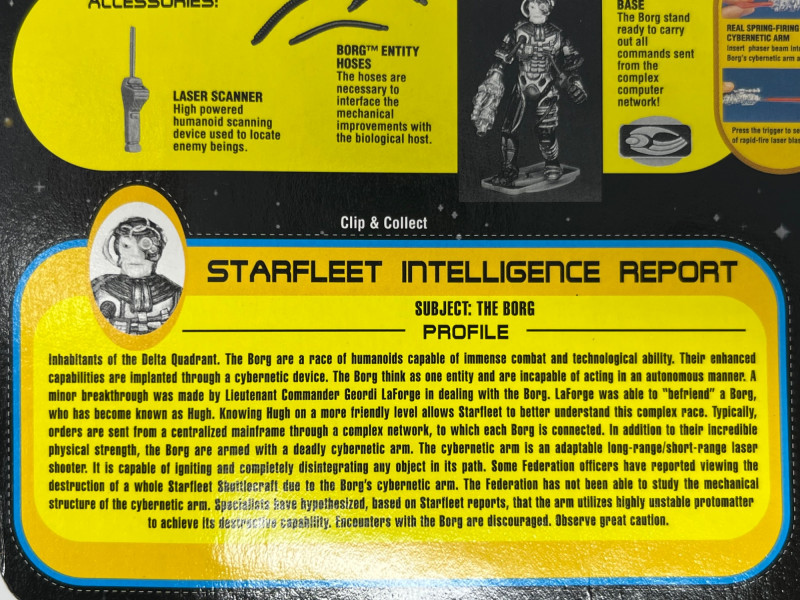 ACCESSORIES!
LASER SCANNER
High powered
humanoid scanning
device used to locate
enemy beings.
BORG™ ENTITY
HOSES
The hoses are
necessary to
interface the
mechanical
improvements with
the biological host.
BASE
The Borg stand
ready to carry
out all
commands sent
from the
complex
computer
network!
REAL SPRING-FIRING
CYBERNETIC ARM
Insert phaser beam
Borg's cybernetic arm
Press the trigger to
of rapid-fire laser
Clip & Collect
STARFLEET INTELLIGENCE REPORT
SUBJECT: THE BORG
PROFILE
Inhabitants of the Delta Quadrant. The Borg are a race of humanoids capable of immense combat and technological ability. Their enhanced
capabilities are implanted through a cybernetic device. The Borg think as one entity and are incapable of acting in an autonomous manner. A
minor breakthrough was made by Lieutenant Commander Geordi LaForge in dealing with the Borg. LaForge was able to "befriend" a Borg,
who has become known as Hugh. Knowing Hugh on a more friendly level allows Starfleet to better understand this complex race. Typically,
orders are sent from a centralized mainframe through a complex network, to which each Borg is connected. In addition to their incredible
physical strength, the Borg are armed with a deadly cybernetic arm. The cybernetic arm is an adaptable long-range/short-range laser
shooter. It is capable of igniting and completely disintegrating any object in its path. Some Federation officers have reported viewing the
destruction of a whole Starfleet Shuttlecraft due to the Borg's cybernetic arm. The Federation has not been able to study the mechanical
structure of the cybernetic arm. Specialists have hypothesized, based on Starfleet reports, that the arm utilizes highly unstable protomatter
to achieve its destructive capability. Encounters with the Borg are discouraged. Observe great caution.